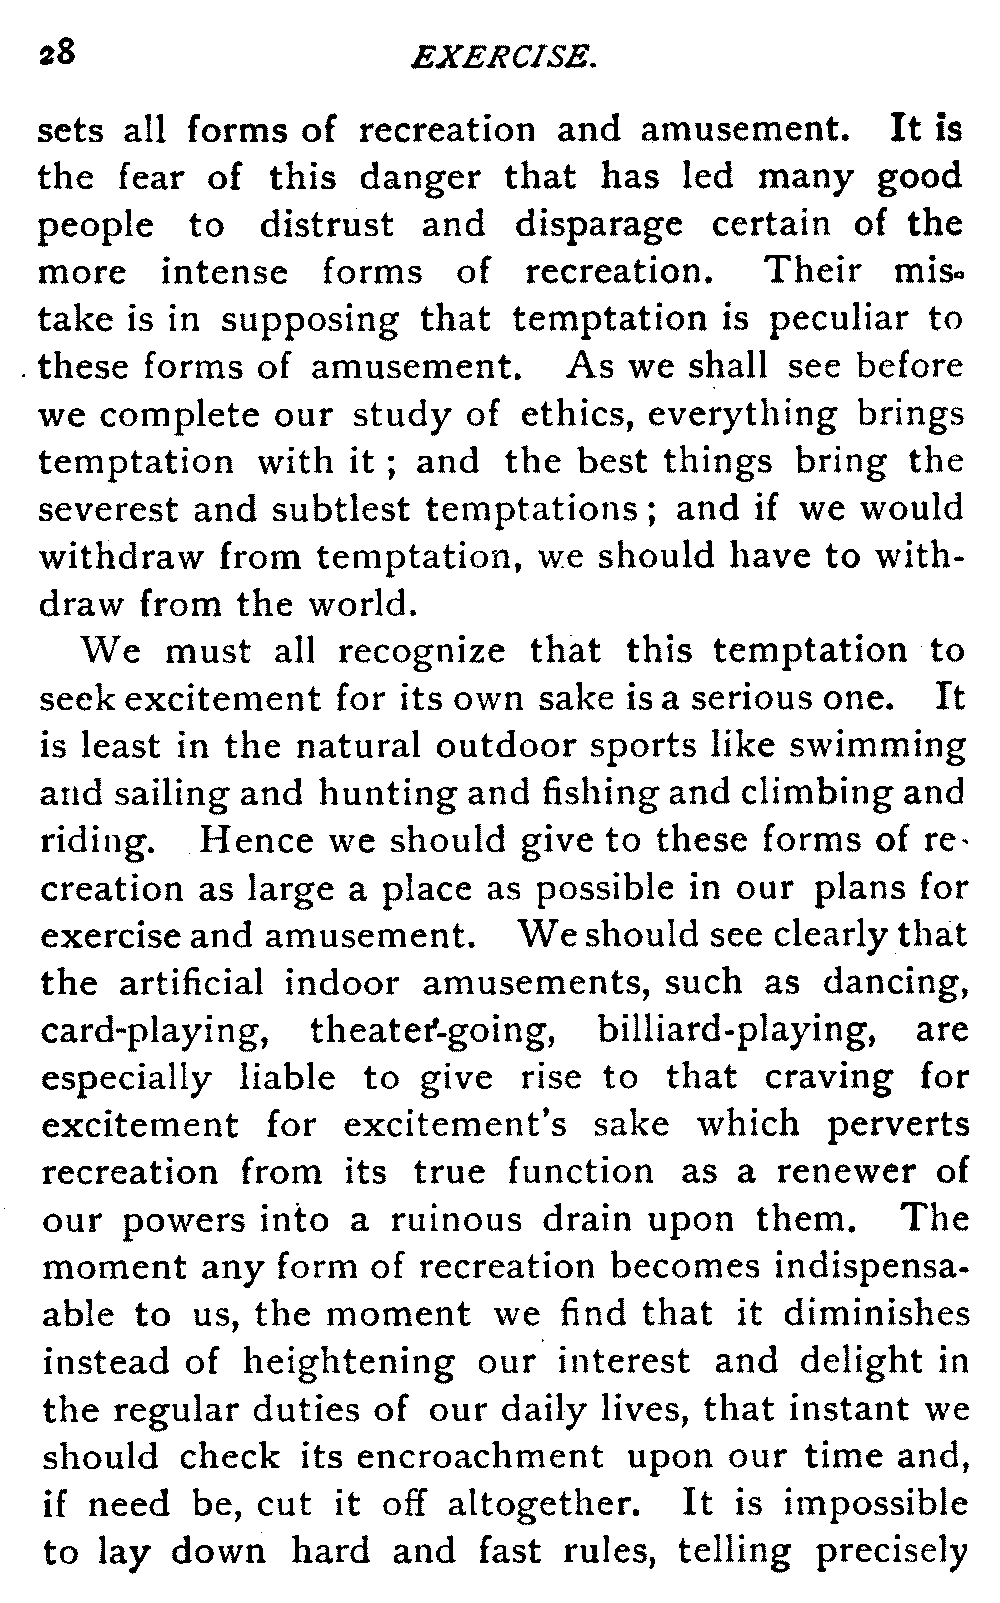 28 EXERCISE.
sets all forms of recreation and amusement. It is
the fear of this danger that has led many good
people to distrust and disparage certain of the
more intense forms of recreation. Their mis-
take is in supposing that temptation is peculiar to
these forms of amusement. As we shall see before
we complete our study of ethics, everything brings
temptation with it ; and the best things bring the
severest and subtlest temptations ; and if we would
withdraw from temptation, we should have to with-
draw from the world.
We must all recognize that this temptation to
seek excitement for its own sake is a serious one. It
is least in the natural outdoor sports like swimming
and sailing and hunting and fishing and climbing and
riding. Hence we should give to these forms of re-
creation as large a place as possible in our plans for
exercise and amusement. We should see clearly that
the artificial indoor amusements, such as dancing,
card-playing, theater-going, billiard-playing, are
especially liable to give rise to that craving for
excitement for excitement's sake which perverts
recreation from its true function as a renewer of
our powers into a ruinous drain upon them. The
moment any form of recreation becomes indispensa-
able to us, the moment we find that it diminishes
instead of heightening our interest and delight in
the regular duties of our daily lives, that instant we
should check its encroachment upon our time and,
if need be, cut it off altogether. It is impossible
to lay down hard and fast rules, telling precisely